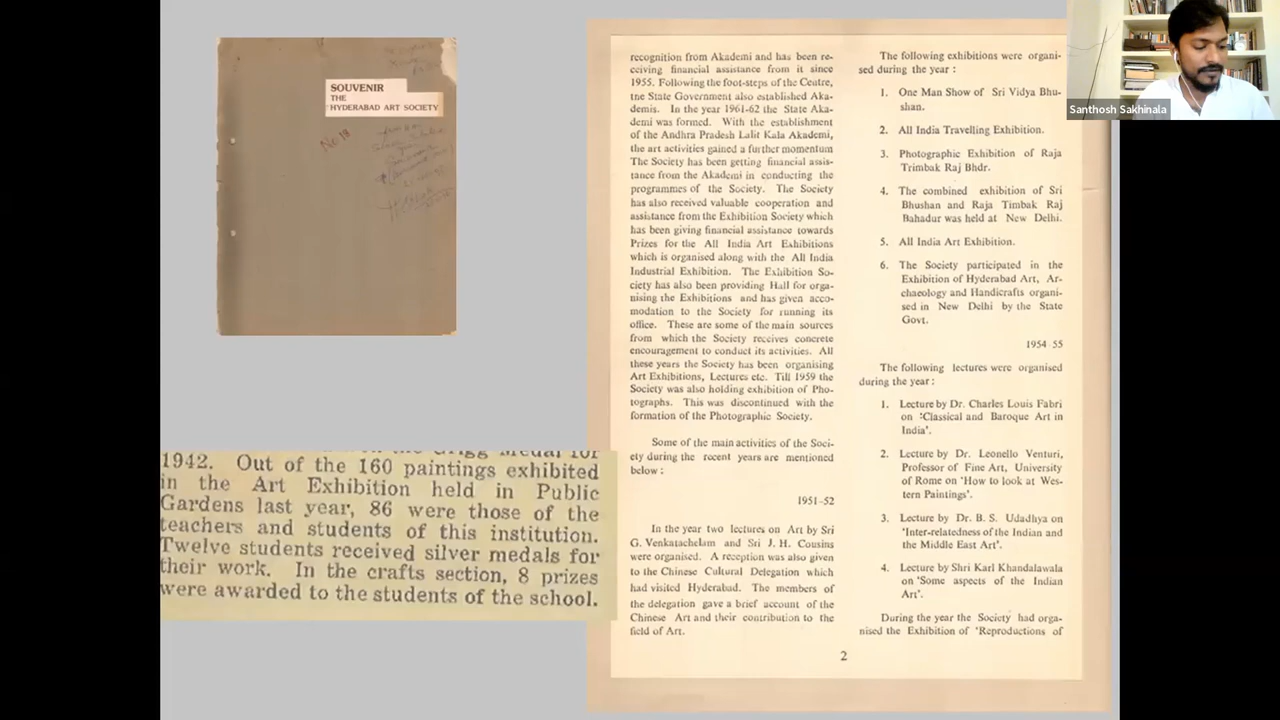 SOUVENIR
THE
HYDERABAD ART SOCIETY
No 18
1942. Out of the 160 paintings exhibited
in the Art Exhibition held in Public
Gardens last year, 86 were those of the
teachers and students of this institution.
Twelve students received silver medals for
their work. In the crafts section, 8 prizes
were awarded to the students of the school.
recognition from Akademi and has been re-
ceiving financial assistance from it since
1955. Following the foot-steps of the Centre,
tne State Government also established Aka-
demis. In the year 1961-62 the State Aka-
demi was formed. With the establishment
of the Andhra Pradesh Lalit Kala Akademi,
the art activities gained a further momentum
The Society has been getting financial assis-
tance from the Akademi in conducting the
programmes of the Society. The Society
has also received valuable cooperation and
assistance from the Exhibition Society which
has been giving financial assistance towards
Prizes for the All India Art Exhibitions
which is organised along with the All India
Industrial Exhibition. The Exhibition So-
ciety has also been providing Hall for orga-
nising the Exhibitions and has given acco-
modation to the Society for running its
office. These are some of the main sources
from which the Society receives concrete
encouragement to conduct its activities. All
these years the Society has been organising
Art Exhibitions, Lectures etc. Till 1959 the
Society was also holding exhibition of Pho-
tographs. This was discontinued with the
formation of the Photographic Society.
Some of the main activities of the Soci-
ety during the recent years are mentioned
below :
1951-52
In the year two lectures on Art by Sri
G. Venkatachelam and Sri J. H. Cousins
were organised. A reception was also given
to the Chinese Cultural Delegation which
had visited Hyderabad. The members of
the delegation gave a brief account of the
Chinese Art and their contribution to the
field of Art.
The following exhibitions were organi-
sed during the year :
1. One Man Show of Sri Vidya Bhu-
shan.
2. All India Travelling Exhibition.
3. Photographic Exhibition of Raja
Trimbak Raj Bhdr.
4. The combined exhibition of Sri
Bhushan and Raja Timbak Raj
Bahadur was held at New Delhi.
5. All India Art Exhibition.
6. The Society participated in the
Exhibition of Hyderabad Art, Ar-
chaeology and Handicrafts organi-
sed in New Delhi by the State
Govt.
1954-55
The following lectures were organised
during the year :
1. Lecture by Dr. Charles Louis Fabri
on 'Classical and Baroque Art in
India'.
2. Lecture by Dr. Leonello Venturi,
Professor of Fine Art, University
of Rome on 'How to look at Wes-
tern Paintings'.
3. Lecture by Dr. B. S. Udadhya on
'Inter-relatedness of the Indian and
the Middle East Art'.
4. Lecture by Shri Karl Khandalawala
on 'Some aspects of the Indian
Art'.
During the year the Society had orga-
nised the Exhibition of 'Reproductions of
2
Santhosh Sakhinala